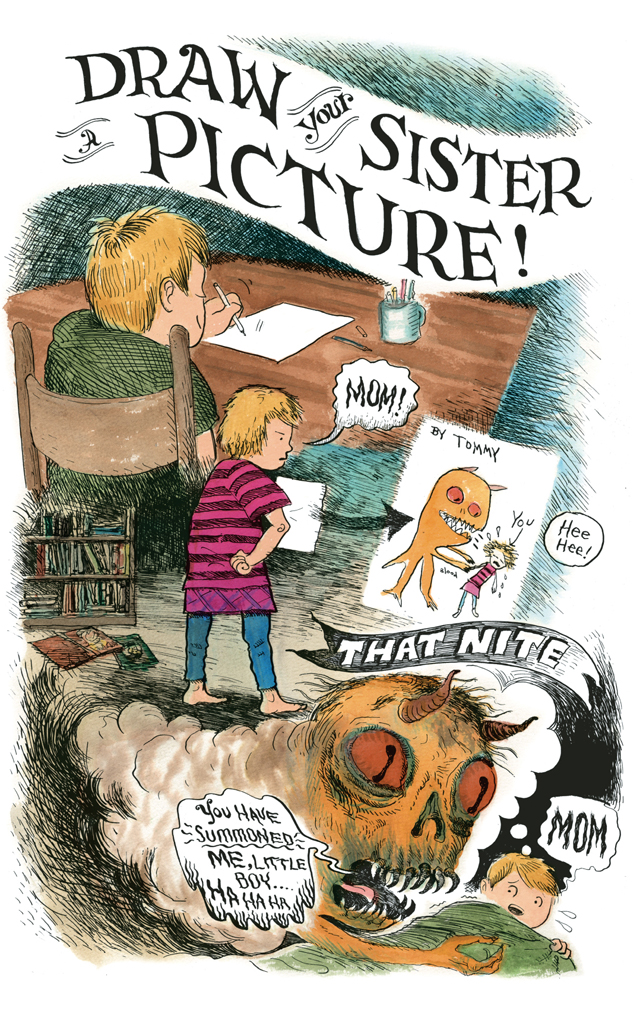 DRAW your SISTER
A PICTURE!
MOM!
BY TOMMY
YOU
blood
Hee
Hee!
THAT NITE
YOU HAVE
SUMMONED
ME, LITTLE
BOY...
HA HA HA
MOM